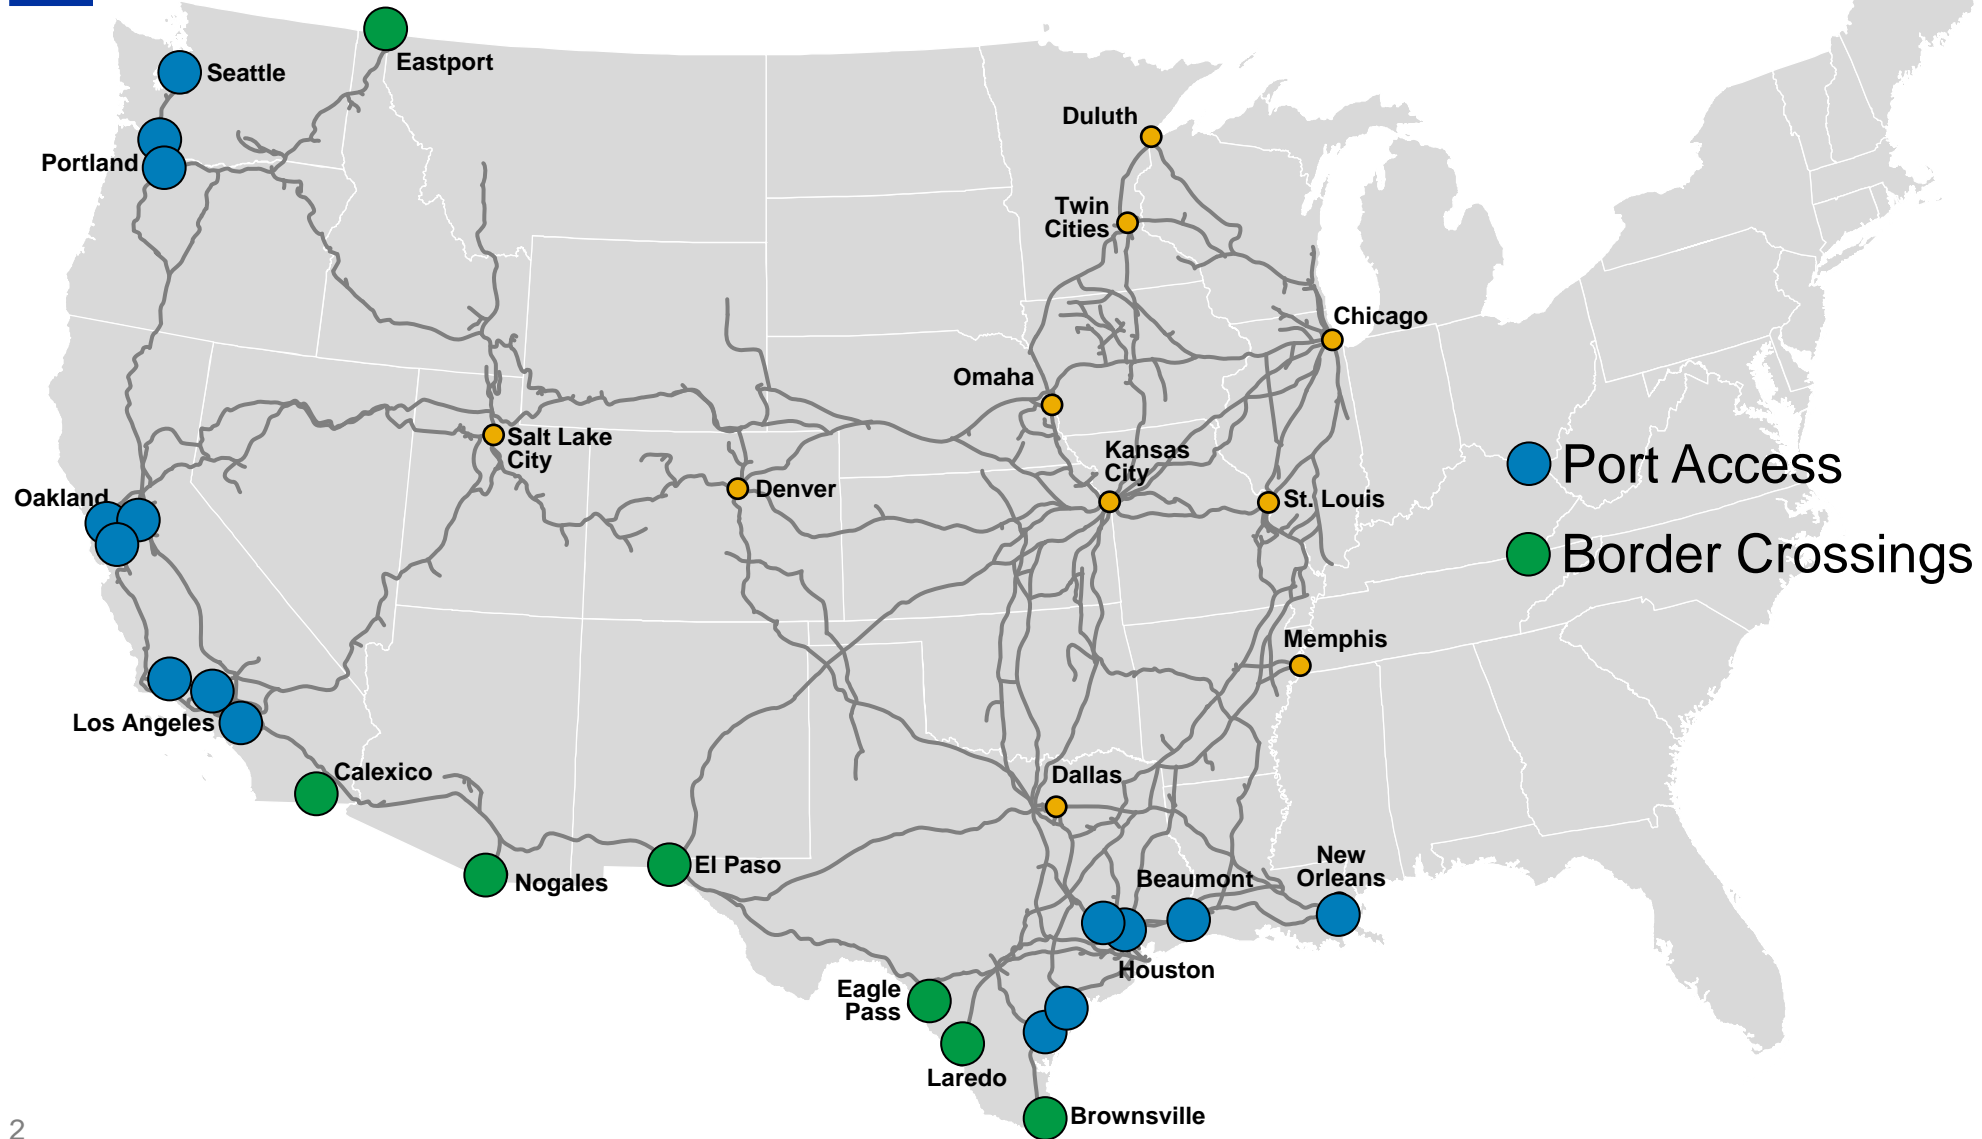 Eastport
Seattle
Duluth
Portland
Twin
Cities
Chicago
Omaha
Salt Lake
City
Kansas
City
Port Access
Denver
Oakland
St. Louis
Border Crossings
Memphis
Los Angeles
Calexico
Dallas
El Paso
Nogales
Beaumont
New
Orleans
Houston
Eagle
Pass
Laredo
Brownsville
2